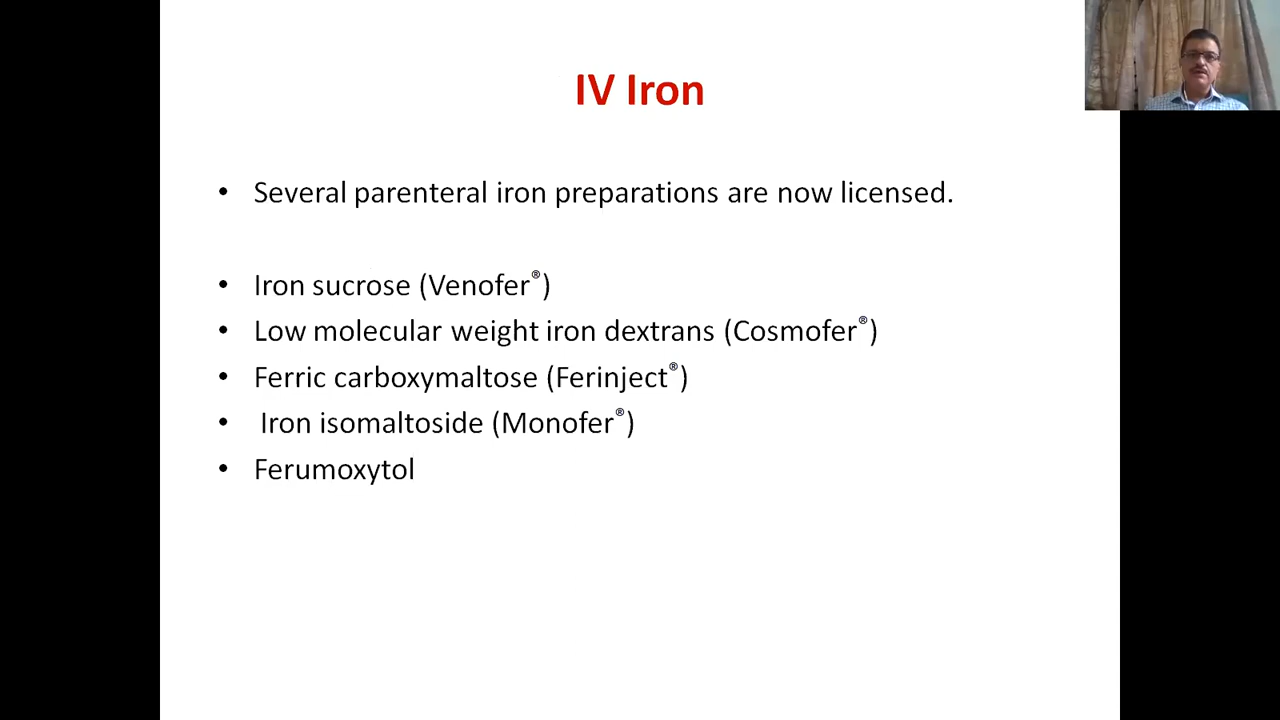 IV Iron
• Several parenteral iron preparations are now licensed.
• Iron sucrose (Venofer®)
• Low molecular weight iron dextrans (Cosmofer®)
• Ferric carboxymaltose (Ferinject®)
• Iron isomaltoside (Monofer®)
• Ferumoxytol